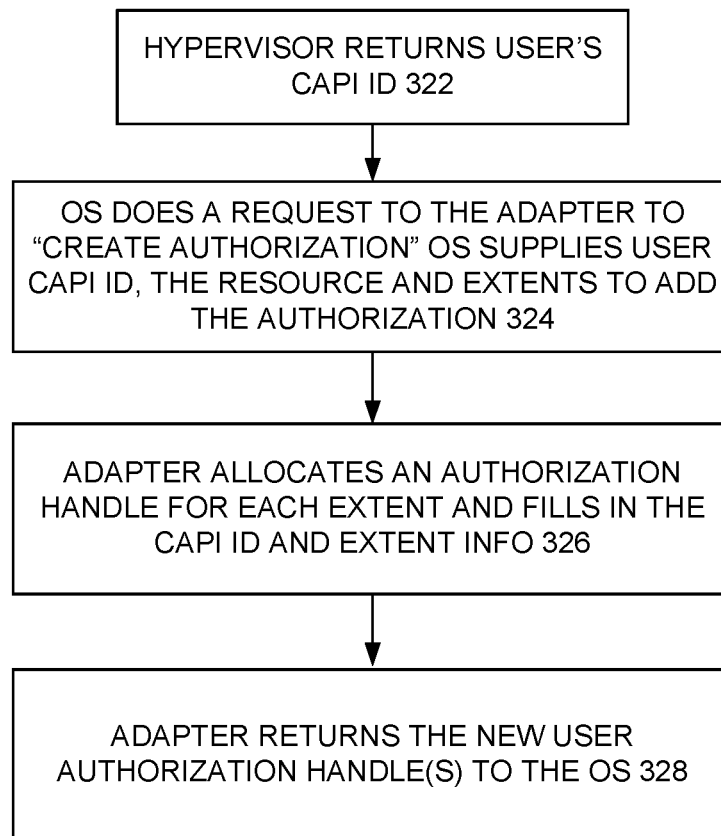 HYPERVISOR RETURNS USER'S
CAPI ID 322
OS DOES A REQUEST TO THE ADAPTER TO
“CREATE AUTHORIZATION” OS SUPPLIES USER
CAPI ID, THE RESOURCE AND EXTENTS TO ADD
THE AUTHORIZATION 324
ADAPTER ALLOCATES AN AUTHORIZATION
HANDLE FOR EACH EXTENT AND FILLS IN THE
CAPI ID AND EXTENT INFO 326
ADAPTER RETURNS THE NEW USER
AUTHORIZATION HANDLE(S) TO THE OS 328